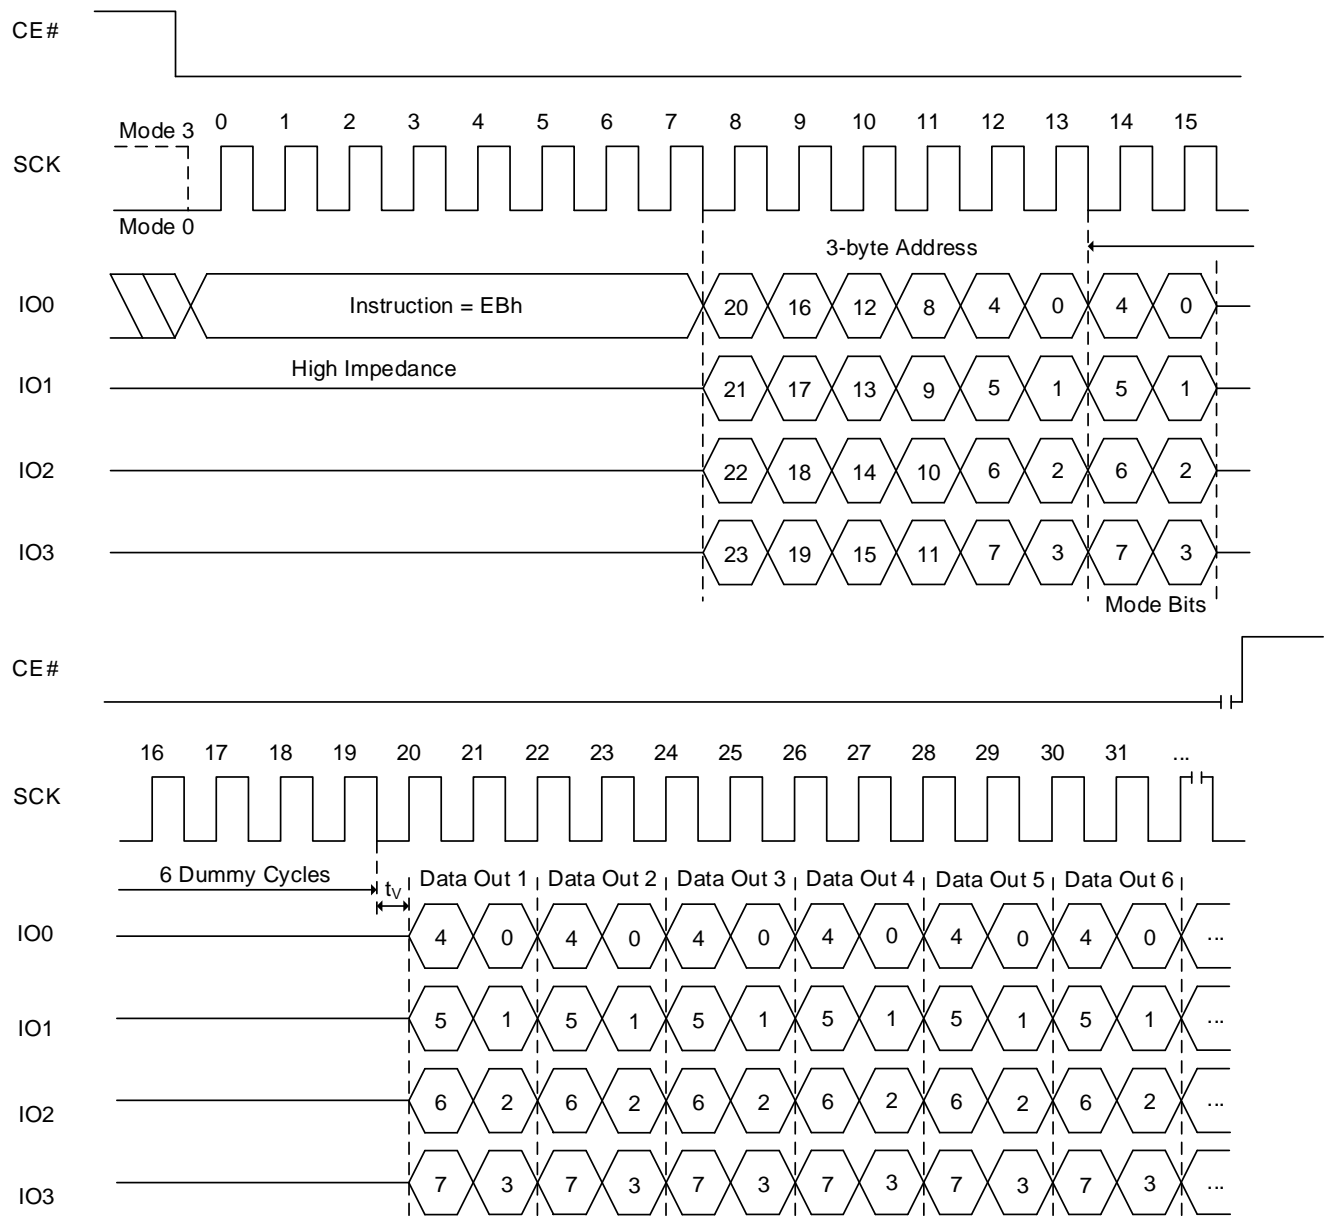 CE#
Mode 3 0 1 2 3 4 5 6 7 8 9 10 11 12 13 14 15
SCK
Mode 0
3-byte Address
IO0 Instruction = EBh 20 16 12 8 4 0 4 0
High Impedance
IO1 21 17 13 9 5 1 5 1
IO2 22 18 14 10 6 2 6 2
IO3 23 19 15 11 7 3 7 3
Mode Bits
CE#
16 17 18 19 20 21 22 23 24 25 26 27 28 29 30 31 ...
SCK
6 Dummy Cycles tV Data Out 1 Data Out 2 Data Out 3 Data Out 4 Data Out 5 Data Out 6
IO0 4 0 4 0 4 0 4 0 4 0 4 0 ...
IO1 5 1 5 1 5 1 5 1 5 1 5 1 ...
IO2 6 2 6 2 6 2 6 2 6 2 6 2 ...
IO3 7 3 7 3 7 3 7 3 7 3 7 3 ...